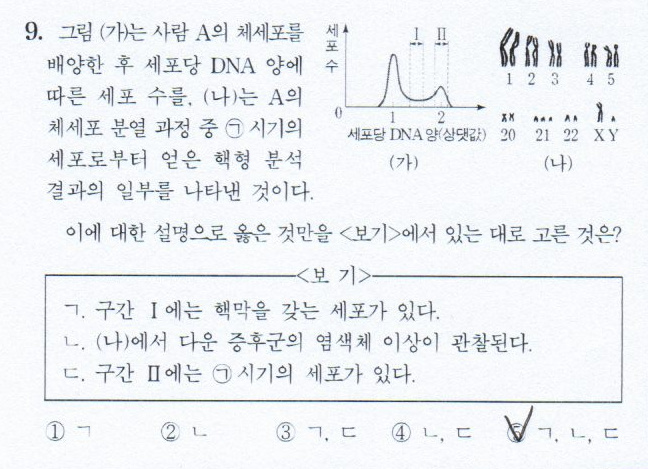 9. 그림 (가)는 사람 A의 체세포를
배양한 후 세포당 DNA 양에
따른 세포 수를, (나)는 A의
체세포 분열 과정 중 ㉠ 시기의
세포로부터 얻은 핵형 분석
결과의 일부를 나타낸 것이다.
세포수
Ⅰ Ⅱ
0 1 2
세포당 DNA 양(상댓값)
(가)
1 2 3 4 5
20 21 22 X Y
(나)
이에 대한 설명으로 옳은 것만을 <보기>에서 있는 대로 고른 것은?
<보 기>
ㄱ. 구간 Ⅰ에는 핵막을 갖는 세포가 있다.
ㄴ. (나)에서 다운 증후군의 염색체 이상이 관찰된다.
ㄷ. 구간 Ⅱ에는 ㉠ 시기의 세포가 있다.
① ㄱ ② ㄴ ③ ㄱ, ㄷ ④ ㄴ, ㄷ ⑤ ㄱ, ㄴ, ㄷ